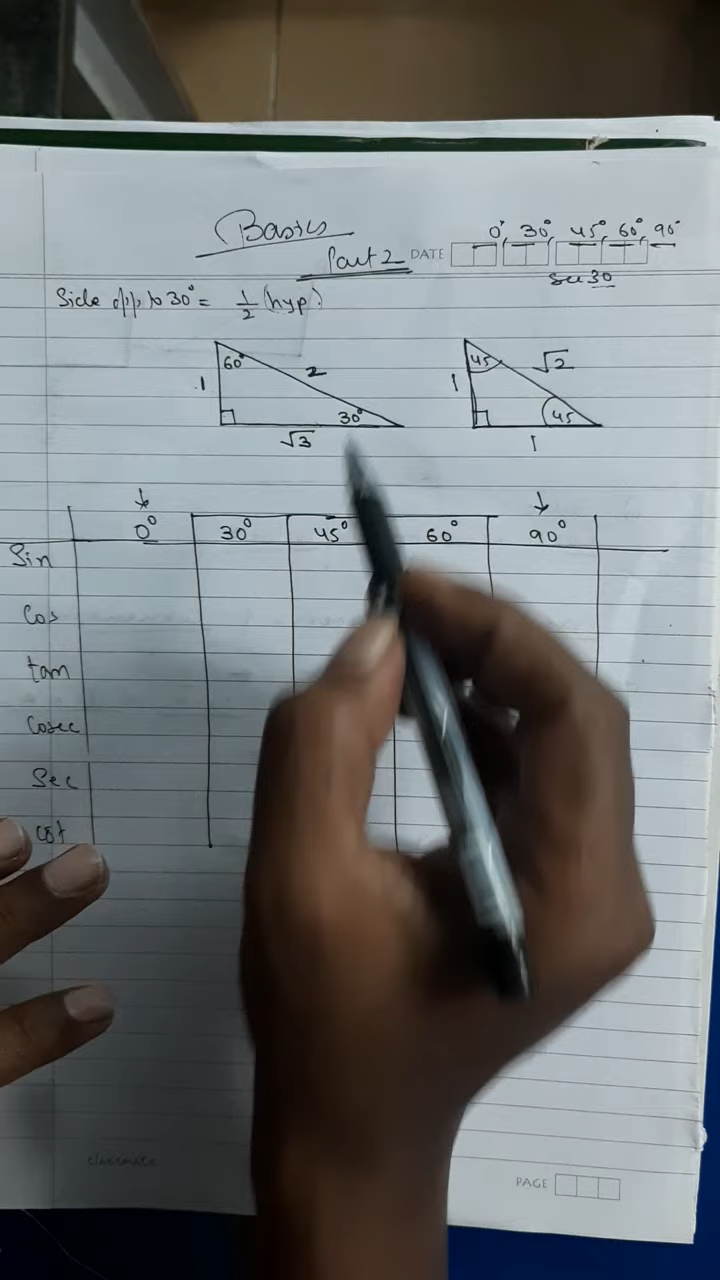 Basics
Part 2
DATE 0°, 30°, 45°, 60°, 90°
sec 30
Side opp. to 30° = 1/2 (hyp.)
60° 2
1
30°
√3
45 √2
1
45
1
0° 30° 45° 60° 90°
Sin
Cos
tan
Cosec
Sec
cot
classmate
PAGE